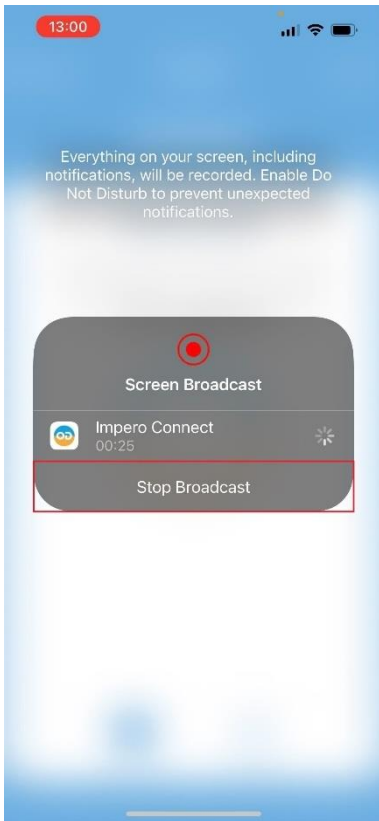 13:00
Everything on your screen, including
notifications, will be recorded. Enable Do
Not Disturb to prevent unexpected
notifications.
Screen Broadcast
Impero Connect
00:25
Stop Broadcast